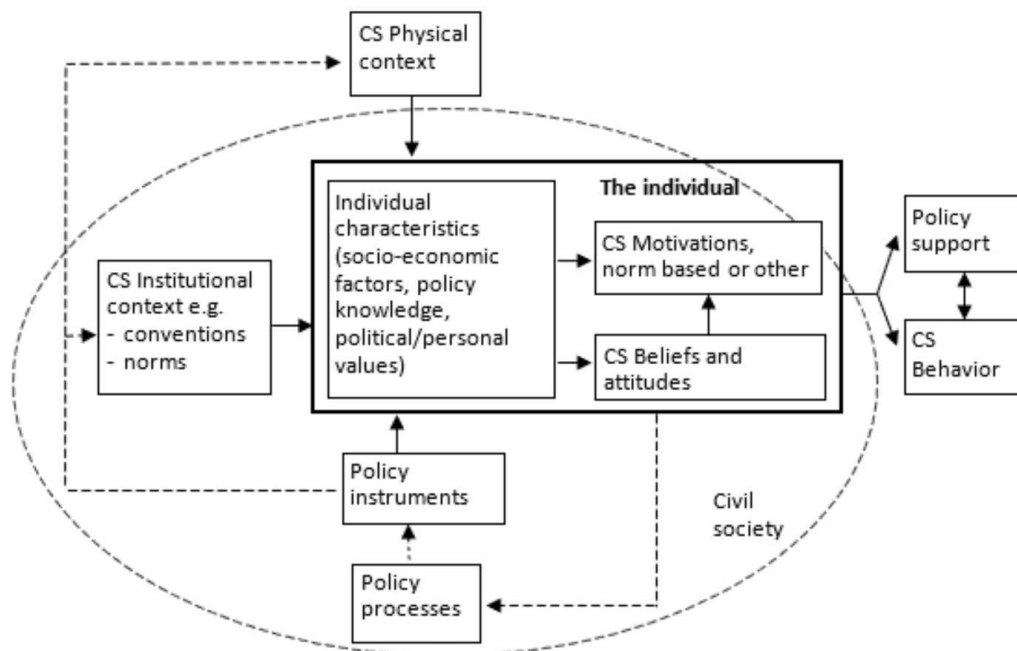 CS Physical
context
The individual
Individual
characteristics
(socio-economic
factors, policy
knowledge,
political/personal
values)
CS Motivations,
norm based or other
CS Beliefs and
attitudes
Policy
support
CS
Behavior
CS Institutional
context e.g.
- conventions
- norms
Policy
instruments
Civil
society
Policy
processes